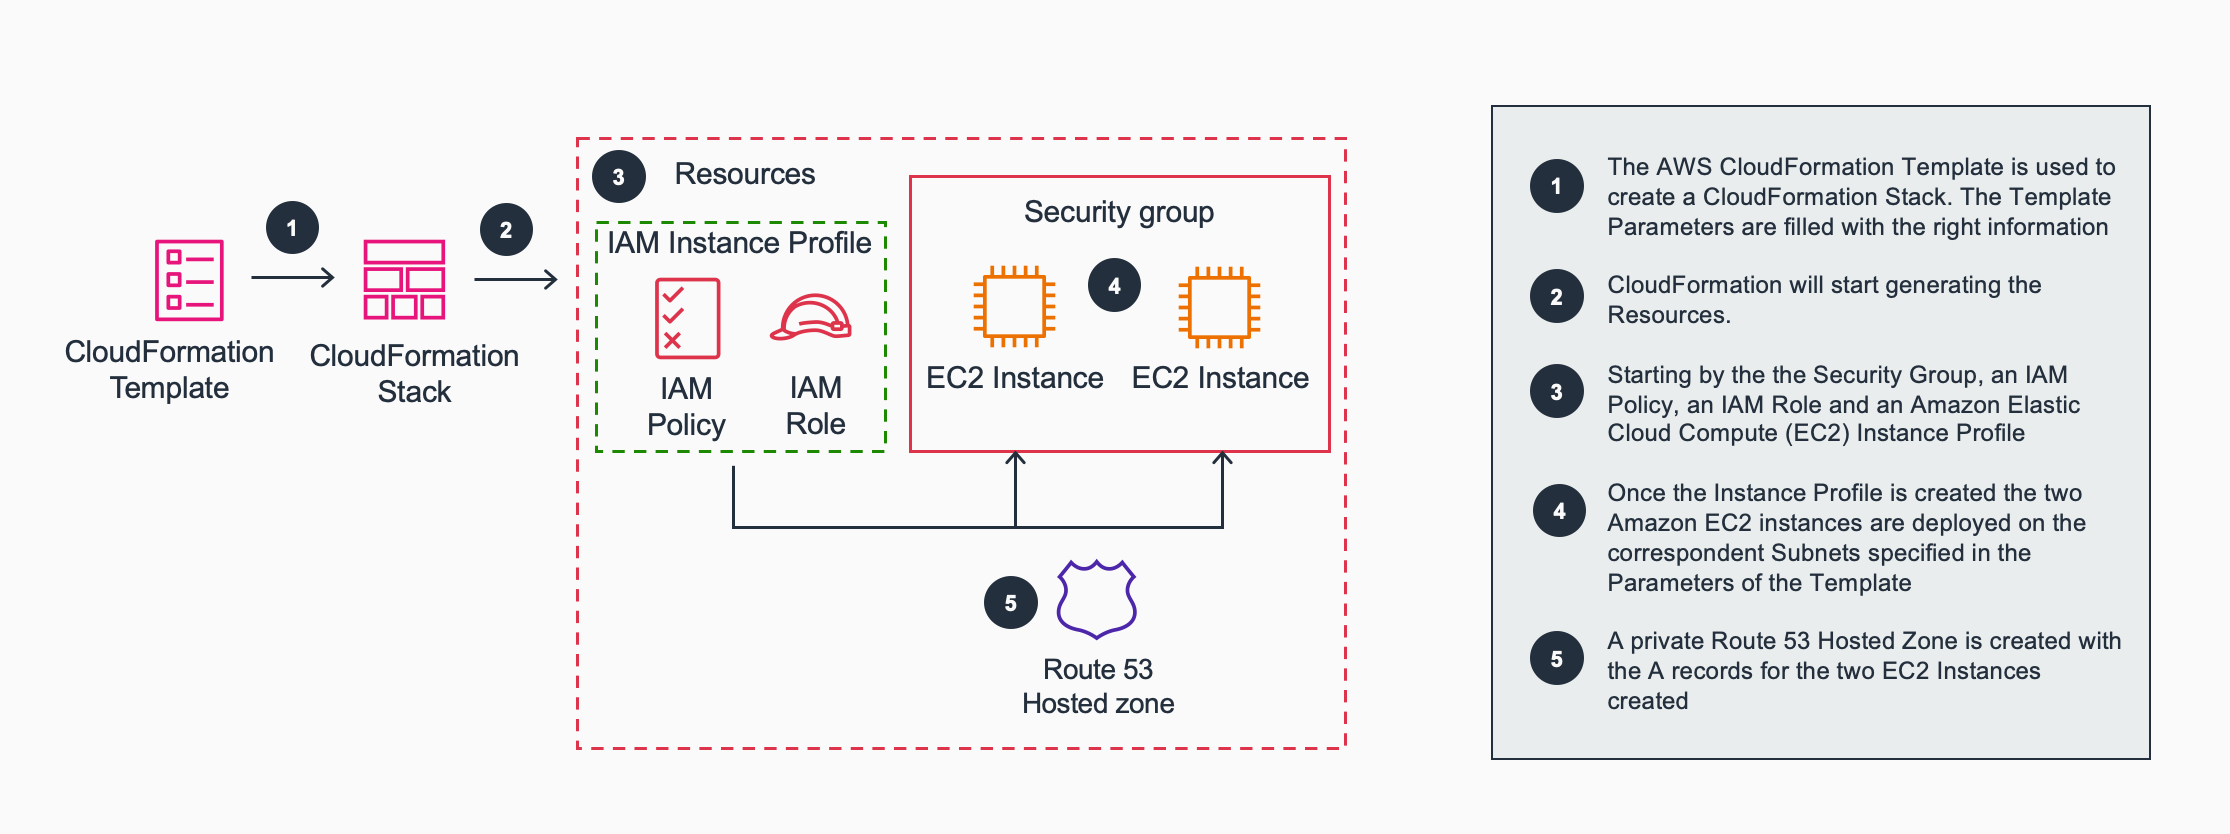 1
2
CloudFormation
Template
CloudFormation
Stack
3
Resources
IAM Instance Profile
IAM
Policy
IAM
Role
Security group
4
EC2 Instance
EC2 Instance
5
Route 53
Hosted zone
1
The AWS CloudFormation Template is used to
create a CloudFormation Stack. The Template
Parameters are filled with the right information
2
CloudFormation will start generating the
Resources.
3
Starting by the the Security Group, an IAM
Policy, an IAM Role and an Amazon Elastic
Cloud Compute (EC2) Instance Profile
4
Once the Instance Profile is created the two
Amazon EC2 instances are deployed on the
correspondent Subnets specified in the
Parameters of the Template
5
A private Route 53 Hosted Zone is created with
the A records for the two EC2 Instances
created